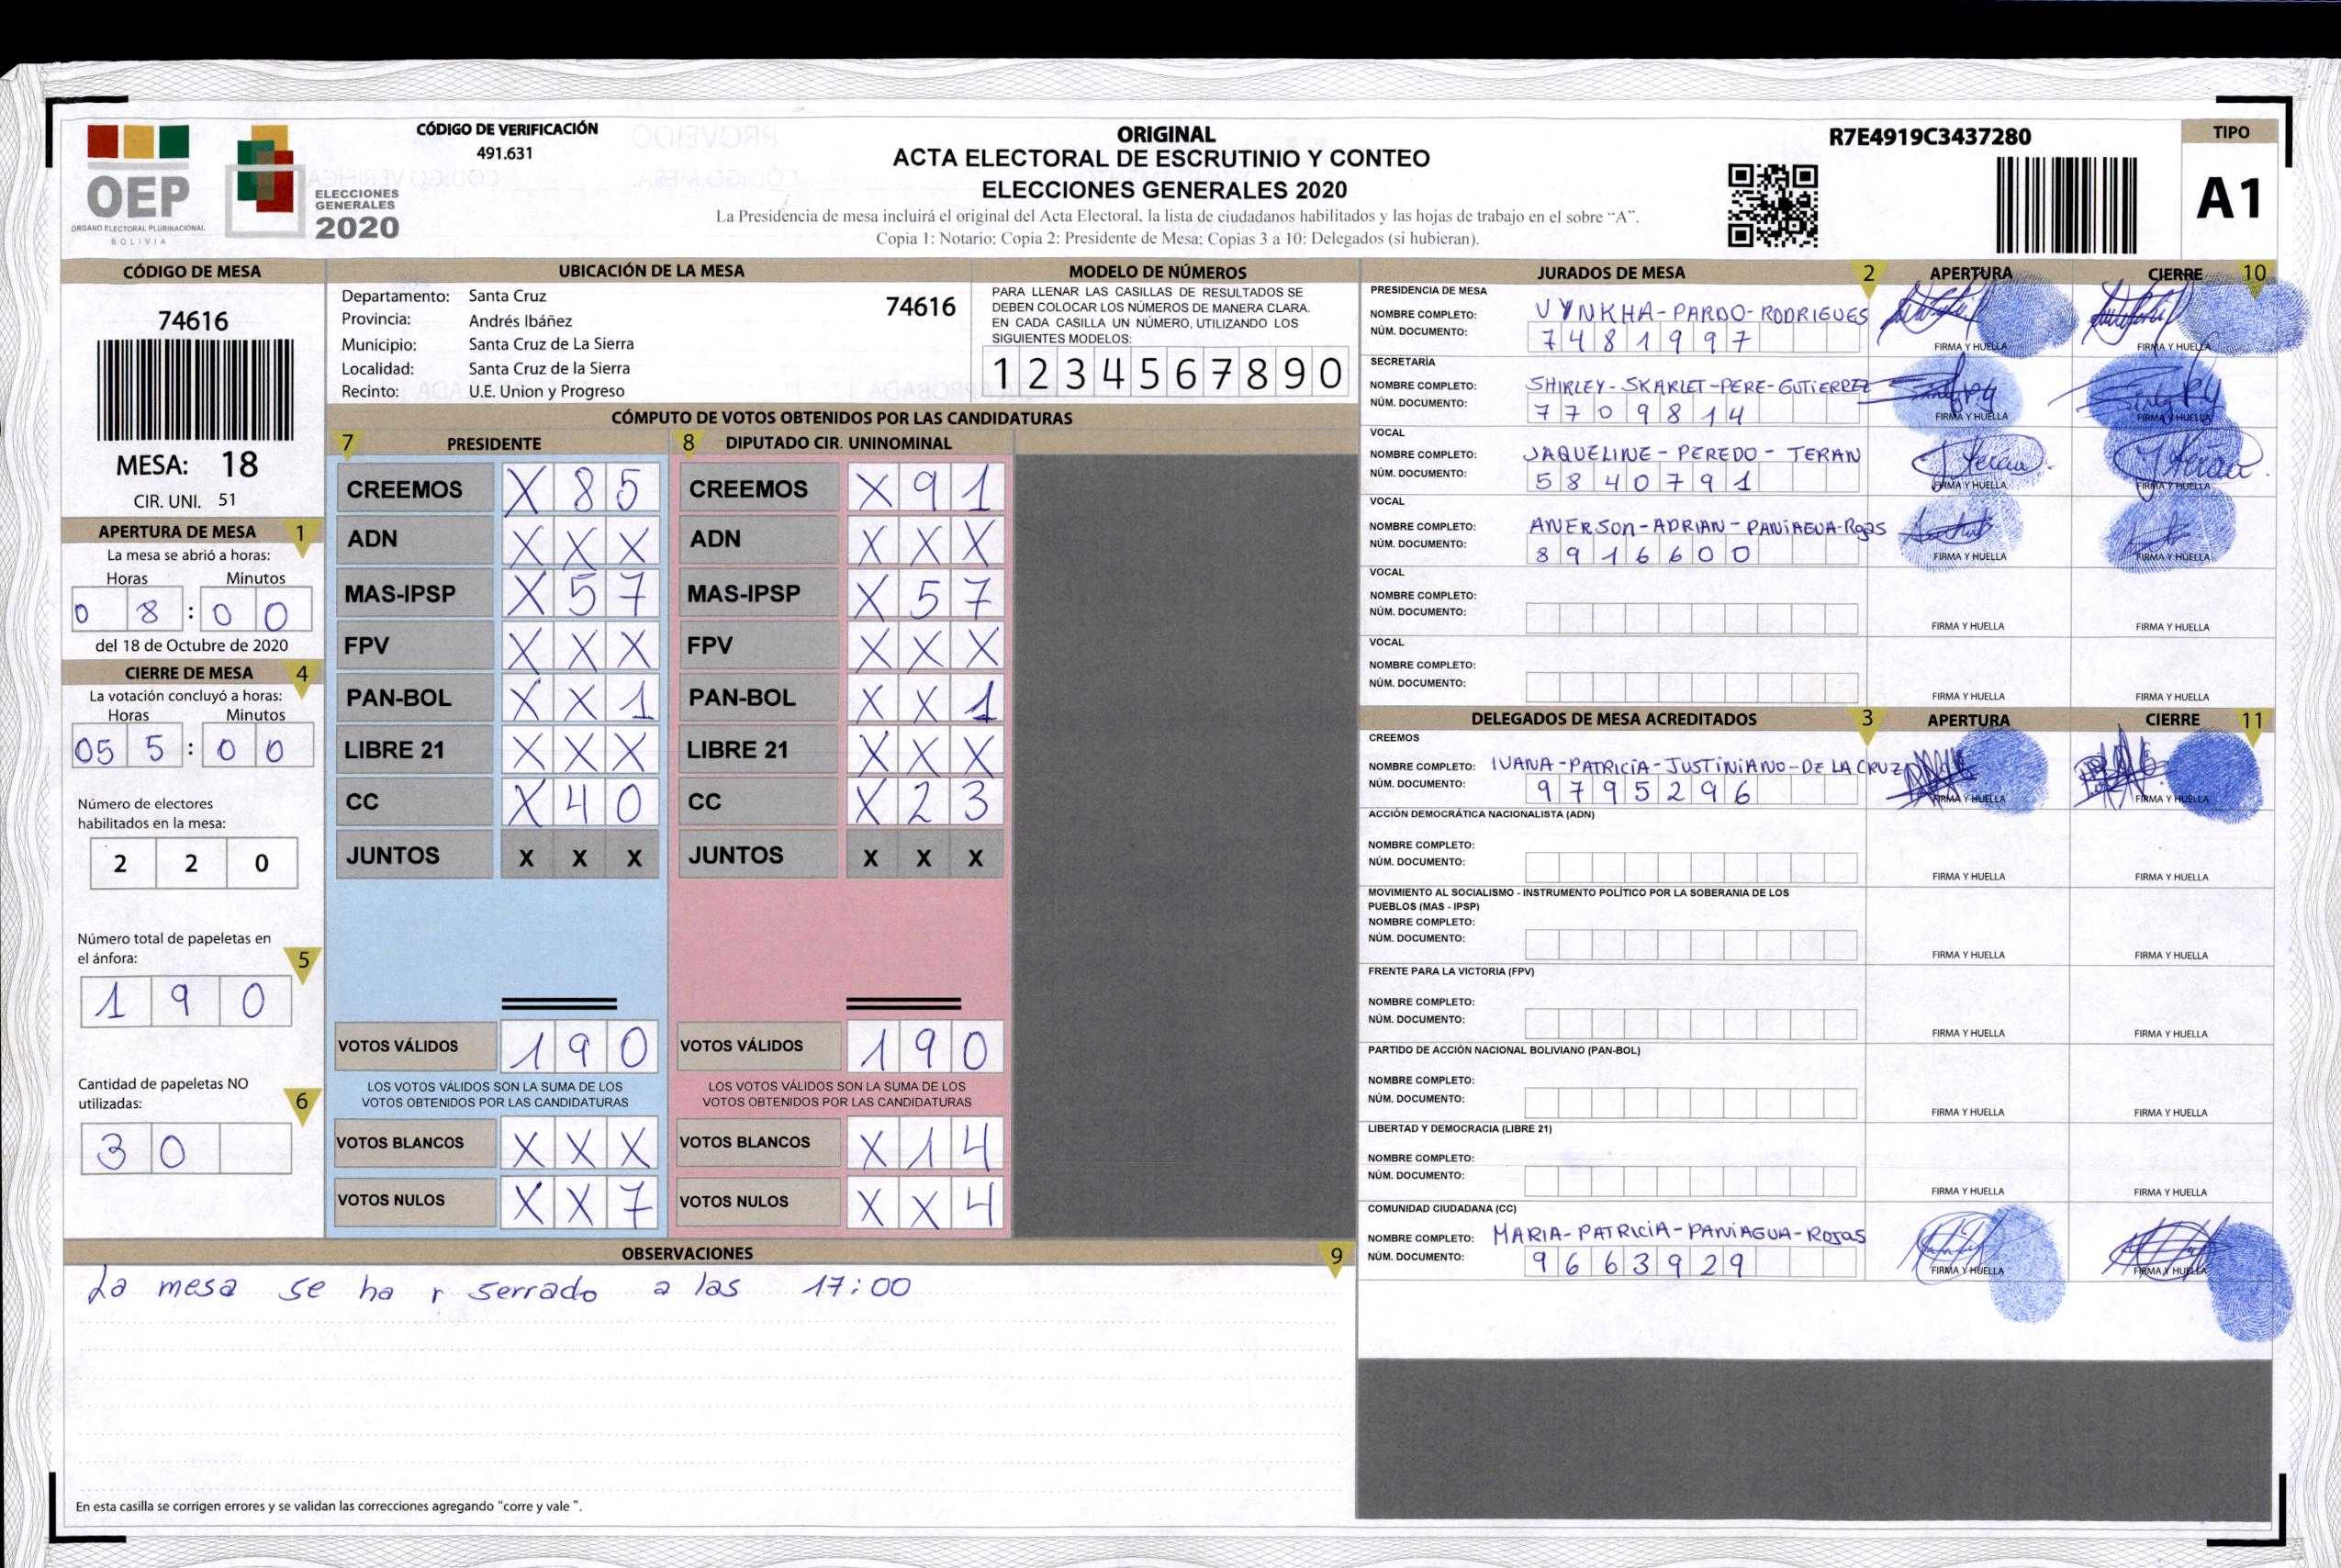 CÓDIGO DE VERIFICACIÓN
491.631
ORIGINAL
ACTA ELECTORAL DE ESCRUTINIO Y CONTEO
ELECCIONES GENERALES 2020
La Presidencia de mesa incluirá el original del Acta Electoral, la lista de ciudadanos habilitados y las hojas de trabajo en el sobre "A".
Copia 1: Notario; Copia 2: Presidente de Mesa; Copias 3 a 10: Delegados (si hubieran).
R7E4919C3437280
TIPO
A1
OEP
ÓRGANO ELECTORAL PLURINACIONAL
BOLIVIA
ELECCIONES
GENERALES
2020
CÓDIGO DE MESA
74616
MESA: 18
CIR. UNI. 51
APERTURA DE MESA 1
La mesa se abrió a horas:
Horas Minutos
0 8 : 0 0
del 18 de Octubre de 2020
CIERRE DE MESA 4
La votación concluyó a horas:
Horas Minutos
05 5 : 0 0
Número de electores
habilitados en la mesa:
2 2 0
Número total de papeletas en
el ánfora: 5
1 9 0
Cantidad de papeletas NO
utilizadas: 6
3 0
UBICACIÓN DE LA MESA
Departamento: Santa Cruz 74616
Provincia: Andrés Ibáñez
Municipio: Santa Cruz de La Sierra
Localidad: Santa Cruz de la Sierra
Recinto: U.E. Union y Progreso
MODELO DE NÚMEROS
PARA LLENAR LAS CASILLAS DE RESULTADOS SE
DEBEN COLOCAR LOS NÚMEROS DE MANERA CLARA.
EN CADA CASILLA UN NÚMERO, UTILIZANDO LOS
SIGUIENTES MODELOS:
1 2 3 4 5 6 7 8 9 0
CÓMPUTO DE VOTOS OBTENIDOS POR LAS CANDIDATURAS
7 PRESIDENTE
CREEMOS X 8 5
ADN X X X
MAS-IPSP X 5 7
FPV X X X
PAN-BOL X X 1
LIBRE 21 X X X
CC X 4 0
JUNTOS X X X
VOTOS VÁLIDOS 1 9 0
LOS VOTOS VÁLIDOS SON LA SUMA DE LOS
VOTOS OBTENIDOS POR LAS CANDIDATURAS
VOTOS BLANCOS X X X
VOTOS NULOS X X 7
8 DIPUTADO CIR. UNINOMINAL
CREEMOS X 9 1
ADN X X X
MAS-IPSP X 5 7
FPV X X X
PAN-BOL X X 1
LIBRE 21 X X X
CC X 2 3
JUNTOS X X X
VOTOS VÁLIDOS 1 9 0
LOS VOTOS VÁLIDOS SON LA SUMA DE LOS
VOTOS OBTENIDOS POR LAS CANDIDATURAS
VOTOS BLANCOS X 1 4
VOTOS NULOS X X 4
OBSERVACIONES 9
La mesa se ha r serrado a las 17:00
En esta casilla se corrigen errores y se validan las correcciones agregando "corre y vale ".
JURADOS DE MESA 2 APERTURA CIERRE 10
PRESIDENCIA DE MESA
NOMBRE COMPLETO: VYNKHA-PARDO-RODRIGUES
NÚM. DOCUMENTO: 7 4 8 1 9 9 7
FIRMA Y HUELLA FIRMA Y HUELLA
SECRETARÍA
NOMBRE COMPLETO: SHIRLEY-SKARLET-PERE-GUTIERREZ
NÚM. DOCUMENTO: 7 7 0 9 8 1 4
FIRMA Y HUELLA FIRMA Y HUELLA
VOCAL
NOMBRE COMPLETO: JAQUELINE - PEREDO - TERAN
NÚM. DOCUMENTO: 5 8 4 0 7 9 1
FIRMA Y HUELLA FIRMA Y HUELLA
VOCAL
NOMBRE COMPLETO: ANERSON-ADRIAN-PANIAGUA-Rojas
NÚM. DOCUMENTO: 8 9 1 6 6 0 0
FIRMA Y HUELLA FIRMA Y HUELLA
VOCAL
NOMBRE COMPLETO:
NÚM. DOCUMENTO:
FIRMA Y HUELLA FIRMA Y HUELLA
VOCAL
NOMBRE COMPLETO:
NÚM. DOCUMENTO:
FIRMA Y HUELLA FIRMA Y HUELLA
DELEGADOS DE MESA ACREDITADOS 3 APERTURA CIERRE 11
CREEMOS
NOMBRE COMPLETO: IVANA-PATRICIA-JUSTINIANO-DE LA CRUZ
NÚM. DOCUMENTO: 9 7 9 5 2 9 6
FIRMA Y HUELLA FIRMA Y HUELLA
ACCIÓN DEMOCRÁTICA NACIONALISTA (ADN)
NOMBRE COMPLETO:
NÚM. DOCUMENTO:
FIRMA Y HUELLA FIRMA Y HUELLA
MOVIMIENTO AL SOCIALISMO - INSTRUMENTO POLÍTICO POR LA SOBERANIA DE LOS
PUEBLOS (MAS - IPSP)
NOMBRE COMPLETO:
NÚM. DOCUMENTO:
FIRMA Y HUELLA FIRMA Y HUELLA
FRENTE PARA LA VICTORIA (FPV)
NOMBRE COMPLETO:
NÚM. DOCUMENTO:
FIRMA Y HUELLA FIRMA Y HUELLA
PARTIDO DE ACCIÓN NACIONAL BOLIVIANO (PAN-BOL)
NOMBRE COMPLETO:
NÚM. DOCUMENTO:
FIRMA Y HUELLA FIRMA Y HUELLA
LIBERTAD Y DEMOCRACIA (LIBRE 21)
NOMBRE COMPLETO:
NÚM. DOCUMENTO:
FIRMA Y HUELLA FIRMA Y HUELLA
COMUNIDAD CIUDADANA (CC)
NOMBRE COMPLETO: MARIA-PATRICIA-PANIAGUA-Rojas
NÚM. DOCUMENTO: 9 6 6 3 9 2 9
FIRMA Y HUELLA FIRMA Y HUELLA